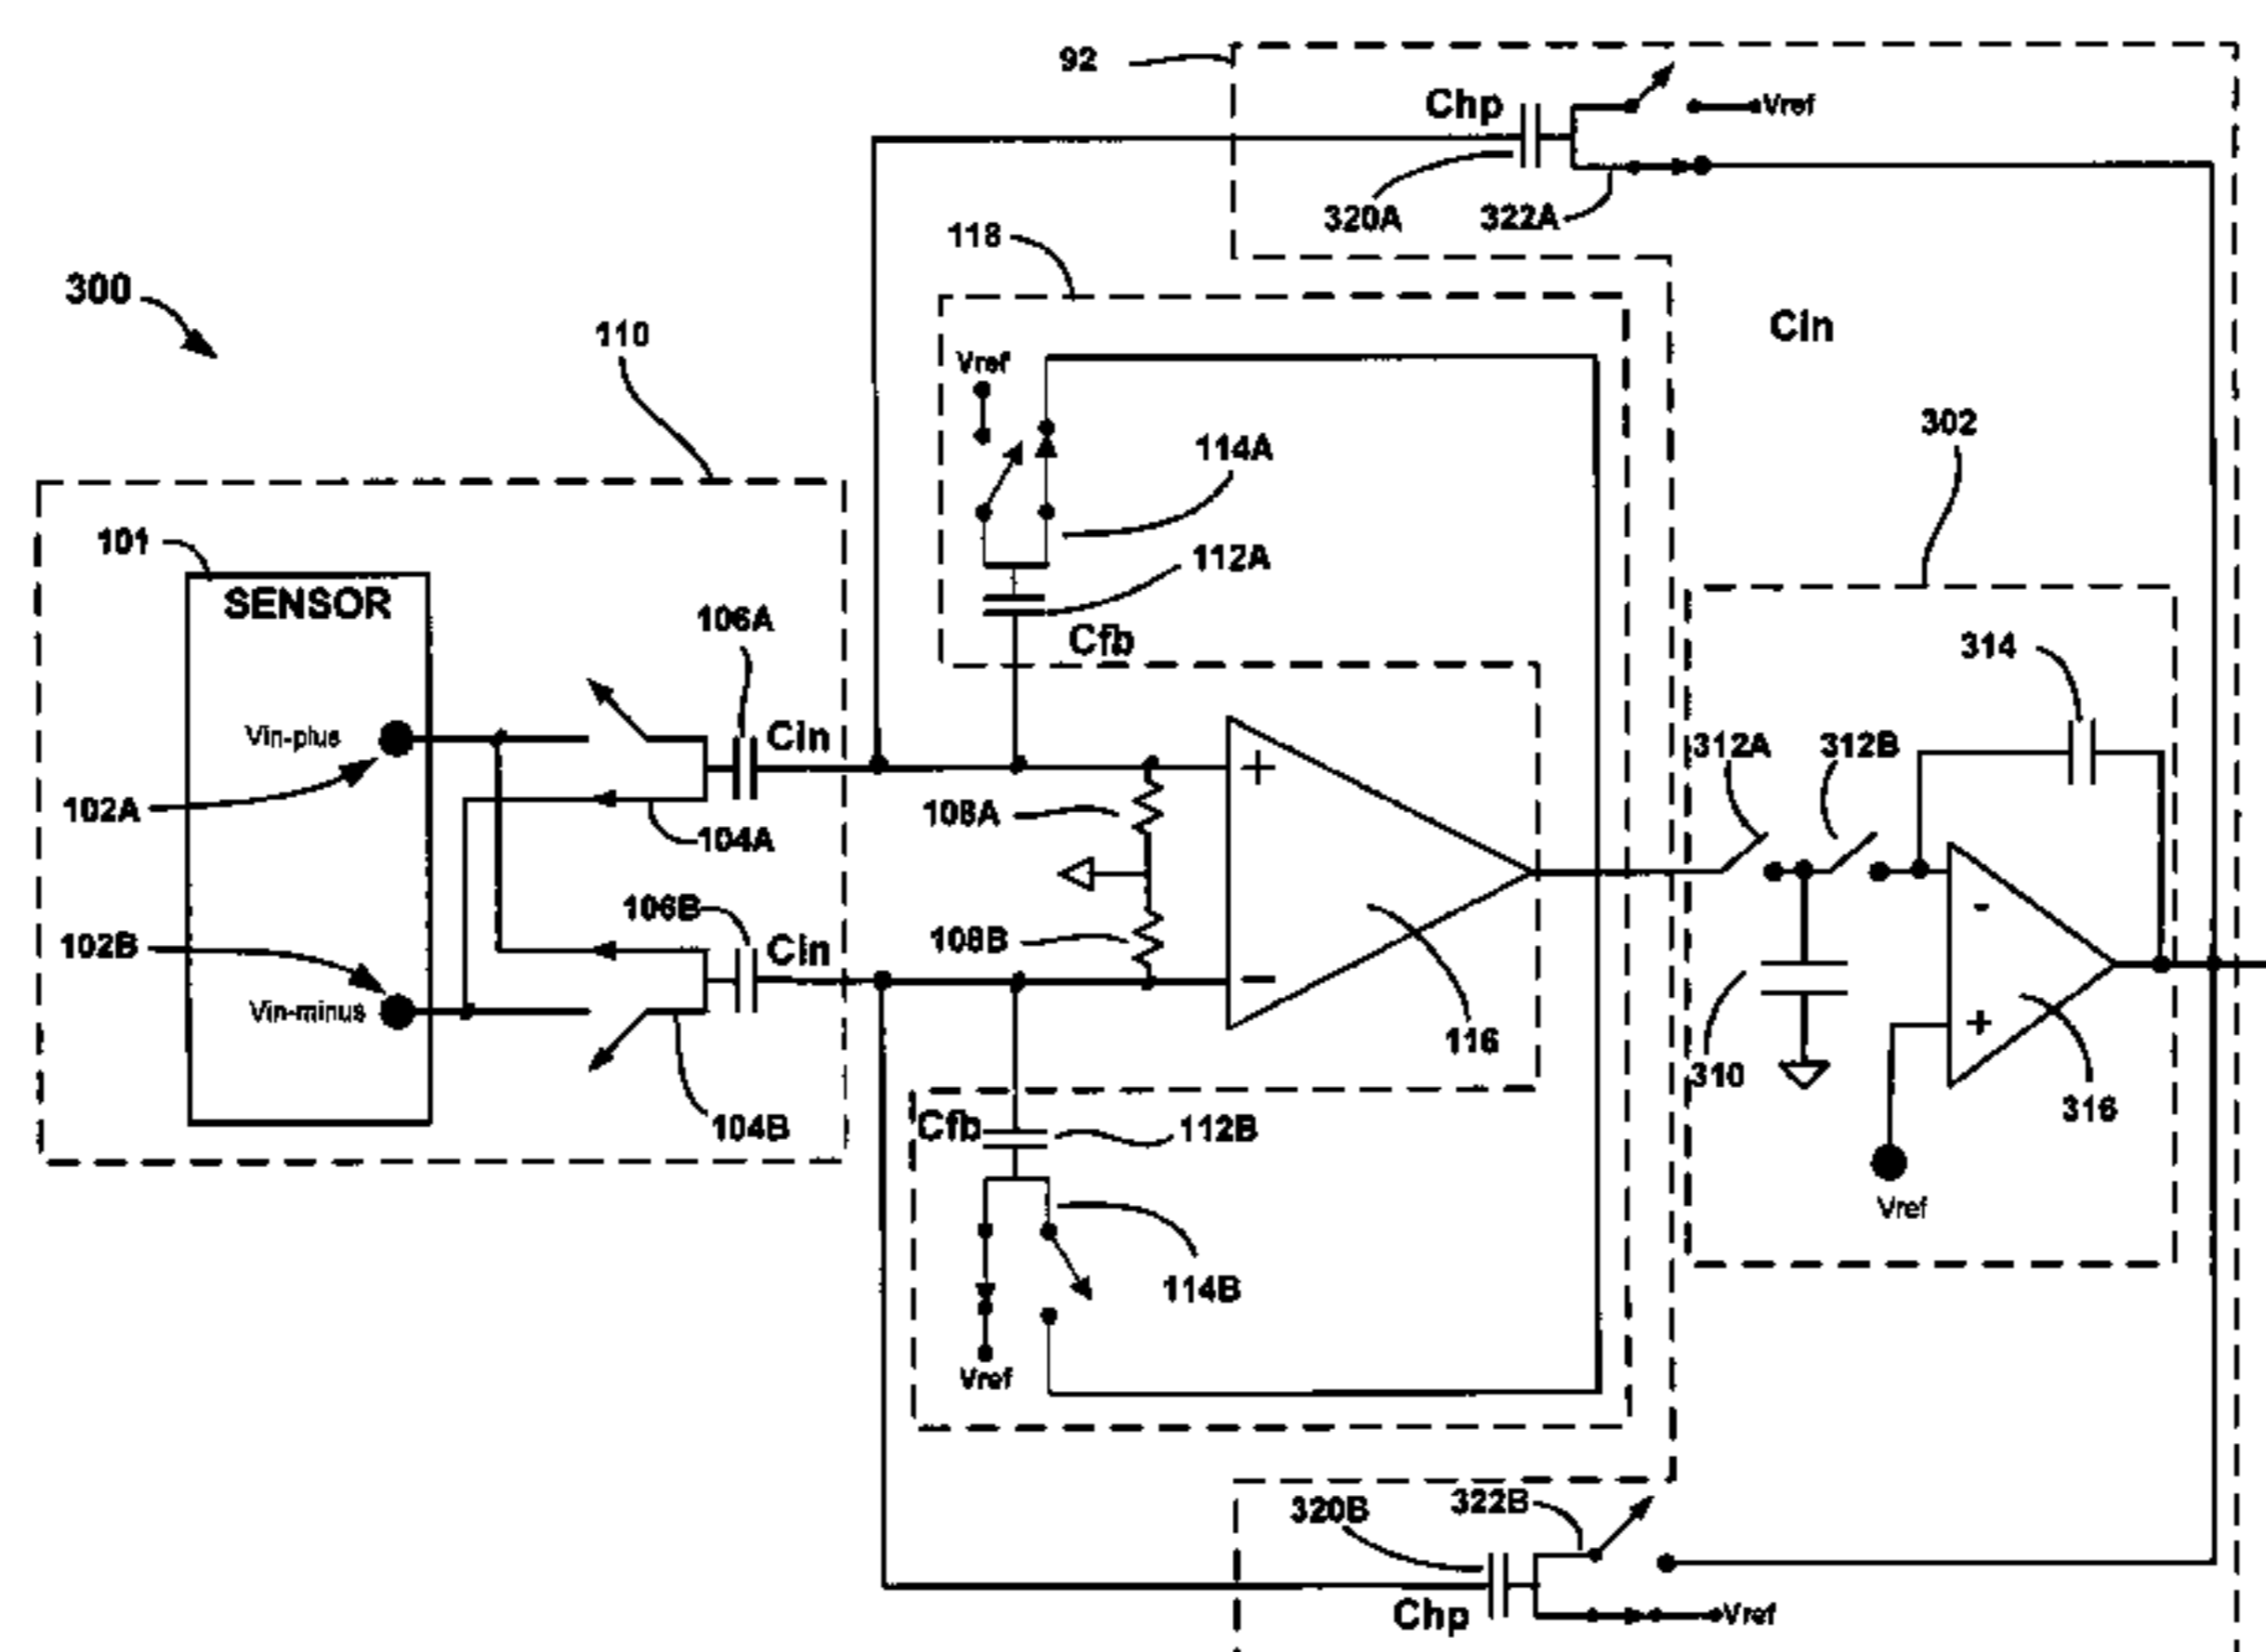 92
Chp
Vref
320A
322A
118
300
Cin
110
Vref
302
114A
101
112A
SENSOR
106A
Cfb
314
Vin-plus
Cin
312A
312B
102A
108A
+
104A
106B
102B
Cin
108B
-
Vin-minus
−
+
116
310
104B
Cfb
112B
316
Vref
114B
Vref
320B
322B
Chp
Vref